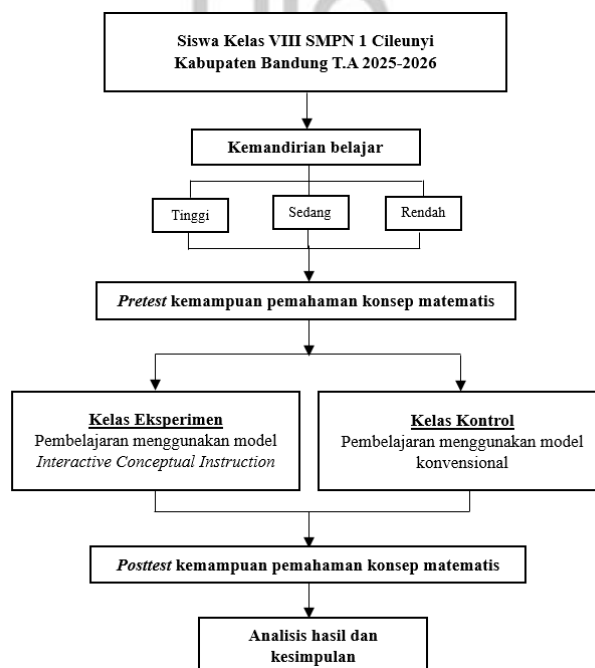 Siswa Kelas VIII SMPN 1 Cileunyi
Kabupaten Bandung T.A 2025-2026
Kemandirian belajar
Tinggi
Sedang
Rendah
Pretest kemampuan pemahaman konsep matematis
Kelas Eksperimen
Pembelajaran menggunakan model
Interactive Conceptual Instruction
Kelas Kontrol
Pembelajaran menggunakan model
konvensional
Posttest kemampuan pemahaman konsep matematis
Analisis hasil dan
kesimpulan